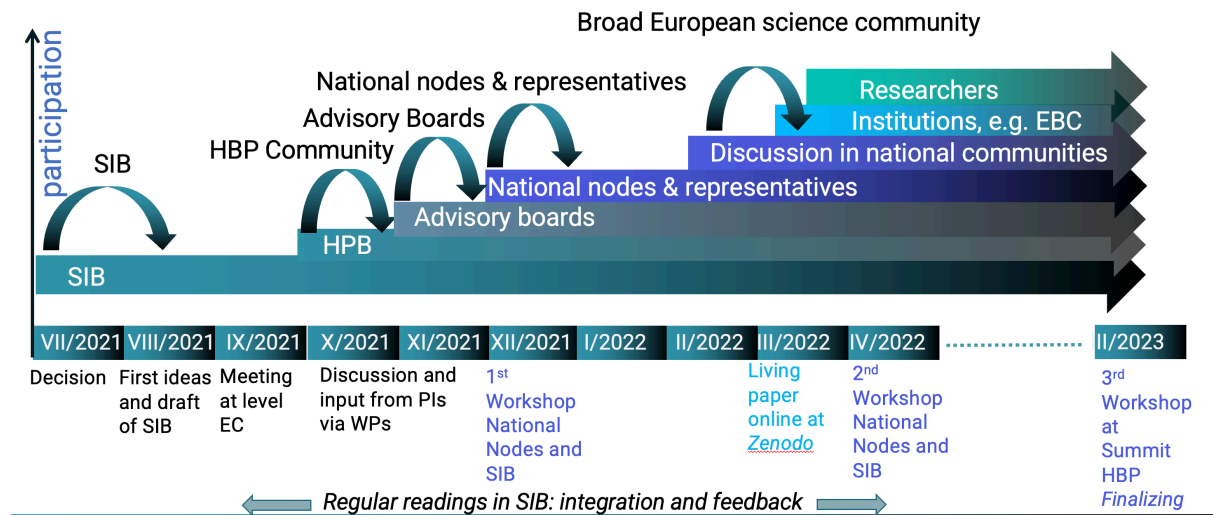 Broad European science community
participation
National nodes & representatives
Advisory Boards
HBP Community
SIB
Researchers
Institutions, e.g. EBC
Discussion in national communities
National nodes & representatives
Advisory boards
HPB
SIB
VII/2021 VIII/2021 IX/2021 X/2021 XI/2021 XII/2021 I/2022 II/2022 III/2022 IV/2022 II/2023
Decision
First ideas
and draft
of SIB
Meeting
at level
EC
Discussion and
input from PIs
via WPs
1st
Workshop
National
Nodes and
SIB
Living
paper
online at
Zenodo
2nd
Workshop
National
Nodes and
SIB
3rd
Workshop
at
Summit
HBP
Finalizing
Regular readings in SIB: integration and feedback